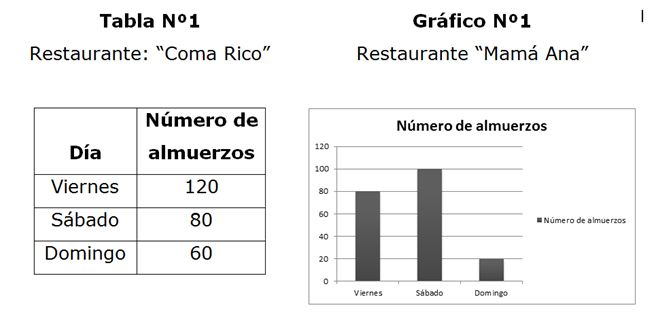 Tabla Nº1
Restaurante: “Coma Rico”
Día
Número de
almuerzos
Viernes 120
Sábado 80
Domingo 60
Gráfico Nº1
Restaurante “Mamá Ana”
Número de almuerzos
120
100
80
60
40
20
0
Viernes Sábado Domingo
Número de almuerzos